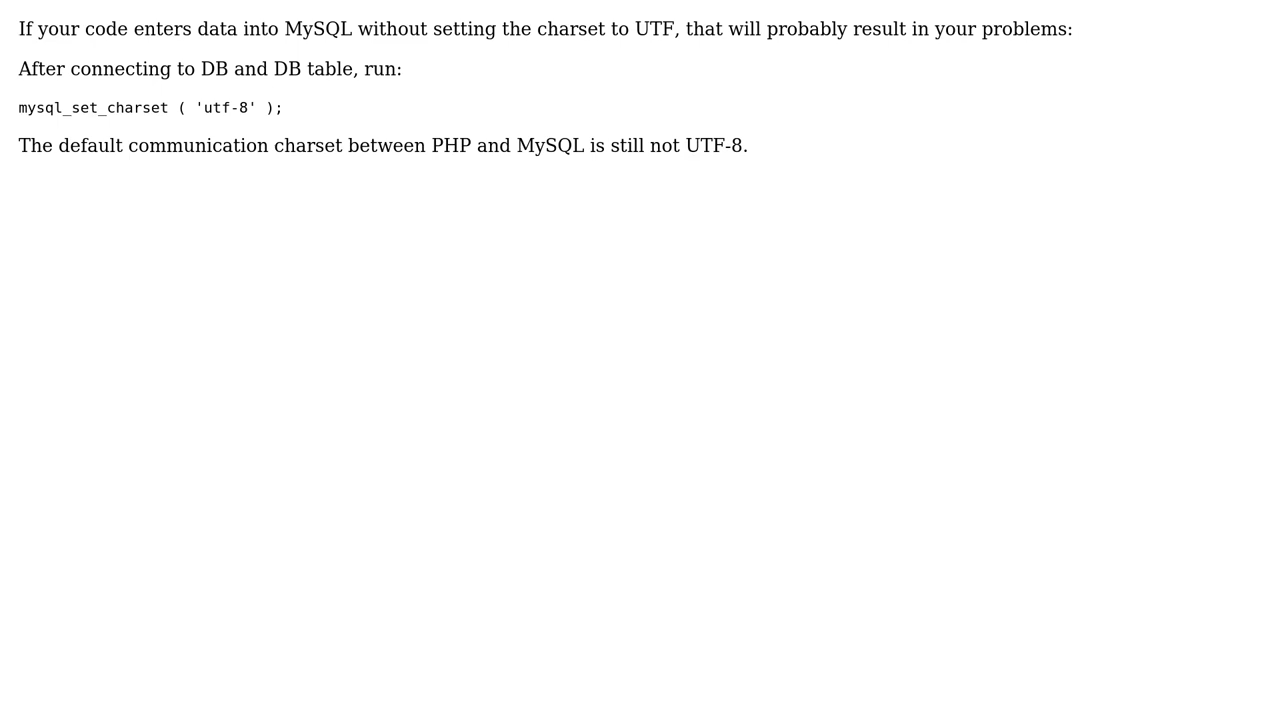 If your code enters data into MySQL without setting the charset to UTF, that will probably result in your problems:
After connecting to DB and DB table, run:
mysql_set_charset ( 'utf-8' );
The default communication charset between PHP and MySQL is still not UTF-8.